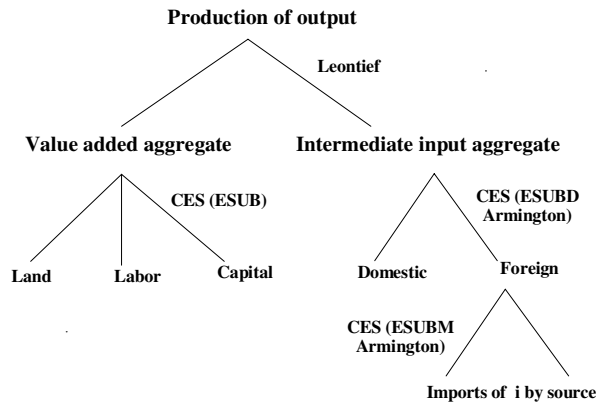 Production of output
Leontief
Value added aggregate
Intermediate input aggregate
CES (ESUB)
CES (ESUBD
Armington)
Land
Labor
Capital
Domestic
Foreign
CES (ESUBM
Armington)
Imports of i by source